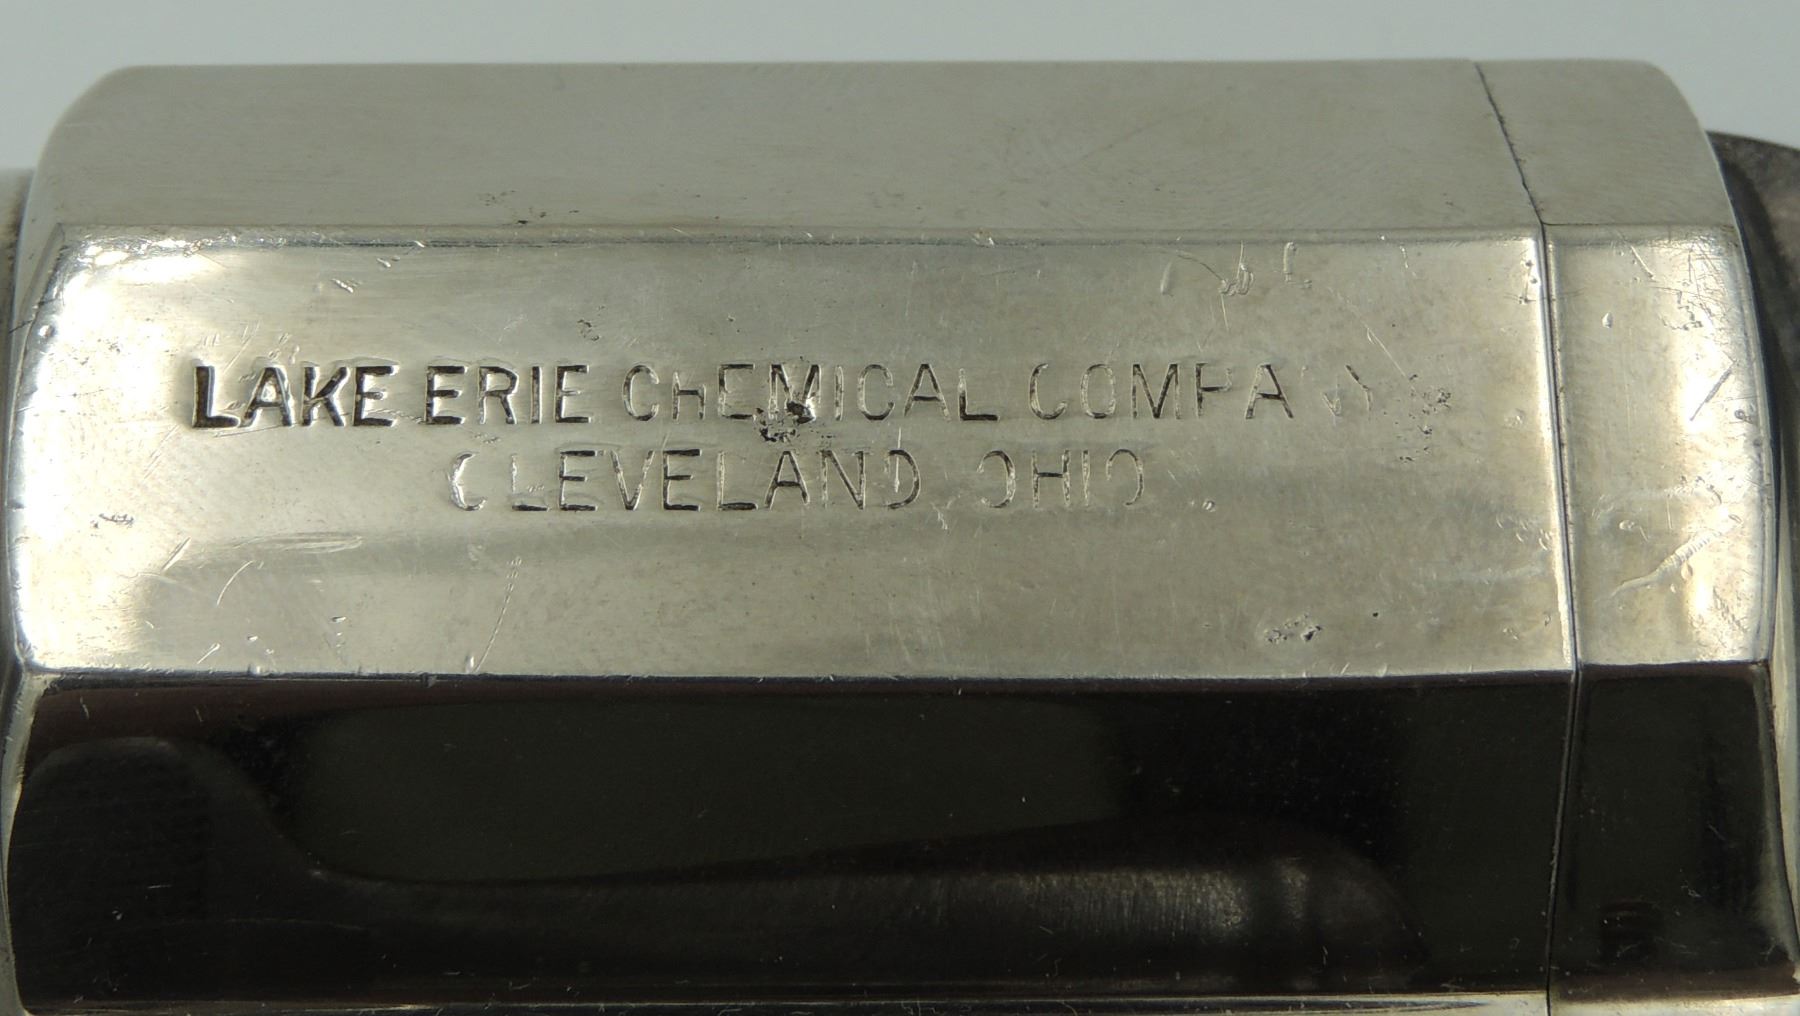 LAKE ERIE CHEMICAL COMPANY
CLEVELAND OHIO